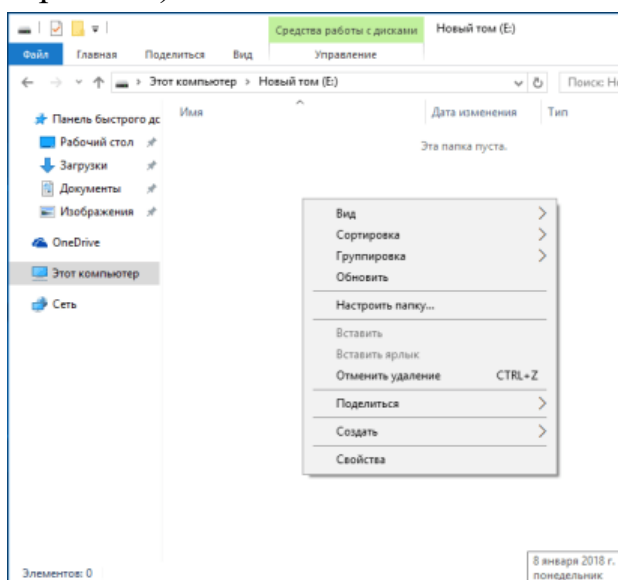 Средства работы с дисками Новый том (E:)
Файл Главная Поделиться Вид Управление
Этот компьютер > Новый том (E:)
Поиск: Но
Имя Дата изменения Тип
Эта папка пуста.
Панель быстрого дс
Рабочий стол
Загрузки
Документы
Изображения
OneDrive
Этот компьютер
Сеть
Вид
Сортировка
Группировка
Обновить
Настроить папку...
Вставить
Вставить ярлык
Отменить удаление CTRL+Z
Поделиться
Создать
Свойства
Элементов: 0
8 января 2018 г.
понедельник